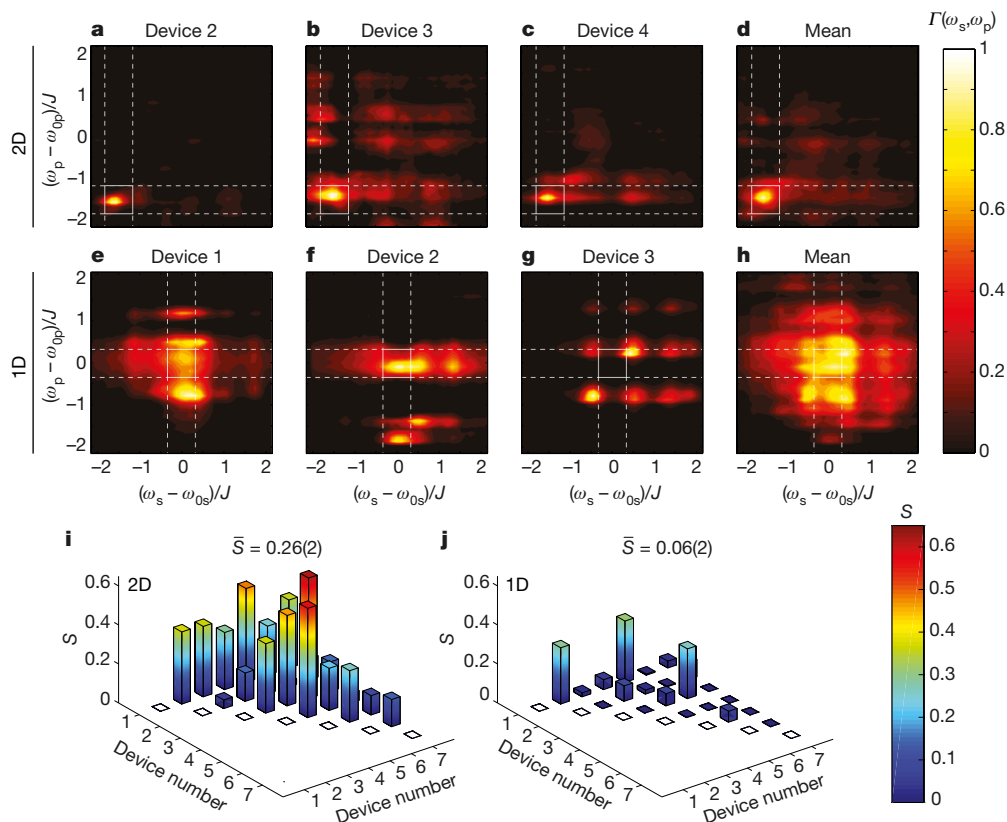 a Device 2 b Device 3 c Device 4 d Mean Γ(ωs,ωp)
2D (ωp − ω0p)/J 2 1 0 −1 −2
e Device 1 f Device 2 g Device 3 h Mean
1D (ωp − ω0p)/J 2 1 0 −1 −2
1 0.8 0.6 0.4 0.2 0
−2 −1 0 1 2 −2 −1 0 1 2 −2 −1 0 1 2 −2 −1 0 1 2
(ωs − ω0s)/J (ωs − ω0s)/J (ωs − ω0s)/J (ωs − ω0s)/J
i S̅ = 0.26(2) j S̅ = 0.06(2) S
2D S 0.6 0.4 0.2 0
1D S 0.6 0.4 0.2 0
0.6 0.5 0.4 0.3 0.2 0.1 0
1 2 3 4 5 6 7 1 2 3 4 5 6 7 1 2 3 4 5 6 7 1 2 3 4 5 6 7
Device number Device number Device number Device number